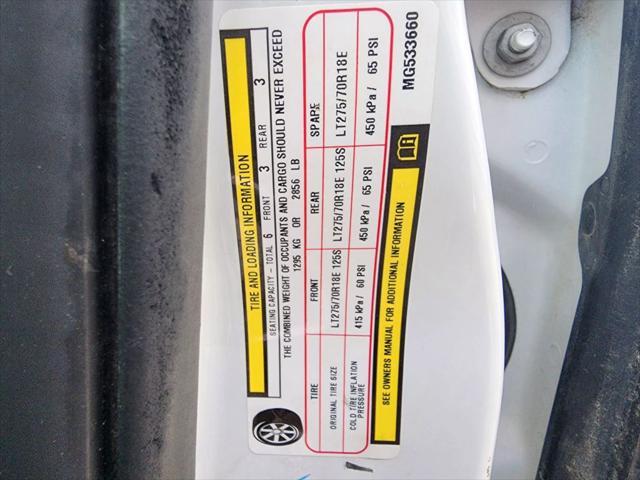 TIRE AND LOADING INFORMATION
SEATING CAPACITY - TOTAL 6 FRONT 3 REAR 3
THE COMBINED WEIGHT OF OCCUPANTS AND CARGO SHOULD NEVER EXCEED
1295 KG OR 2856 LB
TIRE FRONT REAR SPARE
ORIGINAL TIRE SIZE LT275/70R18E 125S LT275/70R18E 125S LT275/70R18E
COLD TIRE INFLATION PRESSURE 415 kPa / 60 PSI 450 kPa / 65 PSI 450 kPa / 65 PSI
SEE OWNERS MANUAL FOR ADDITIONAL INFORMATION
MG533660